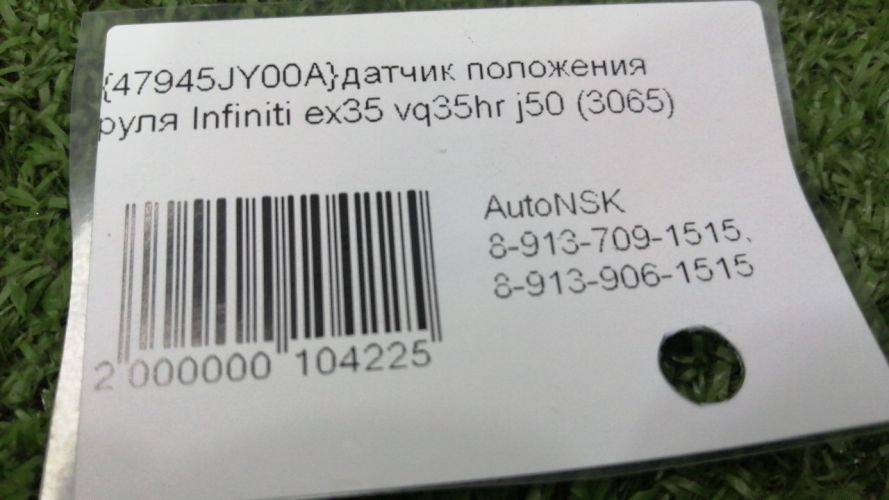 {47945JY00A}датчик положения
руля Infiniti ex35 vq35hr j50 (3065)
AutoNSK
8-913-709-1515,
8-913-906-1515
2 000000 104225